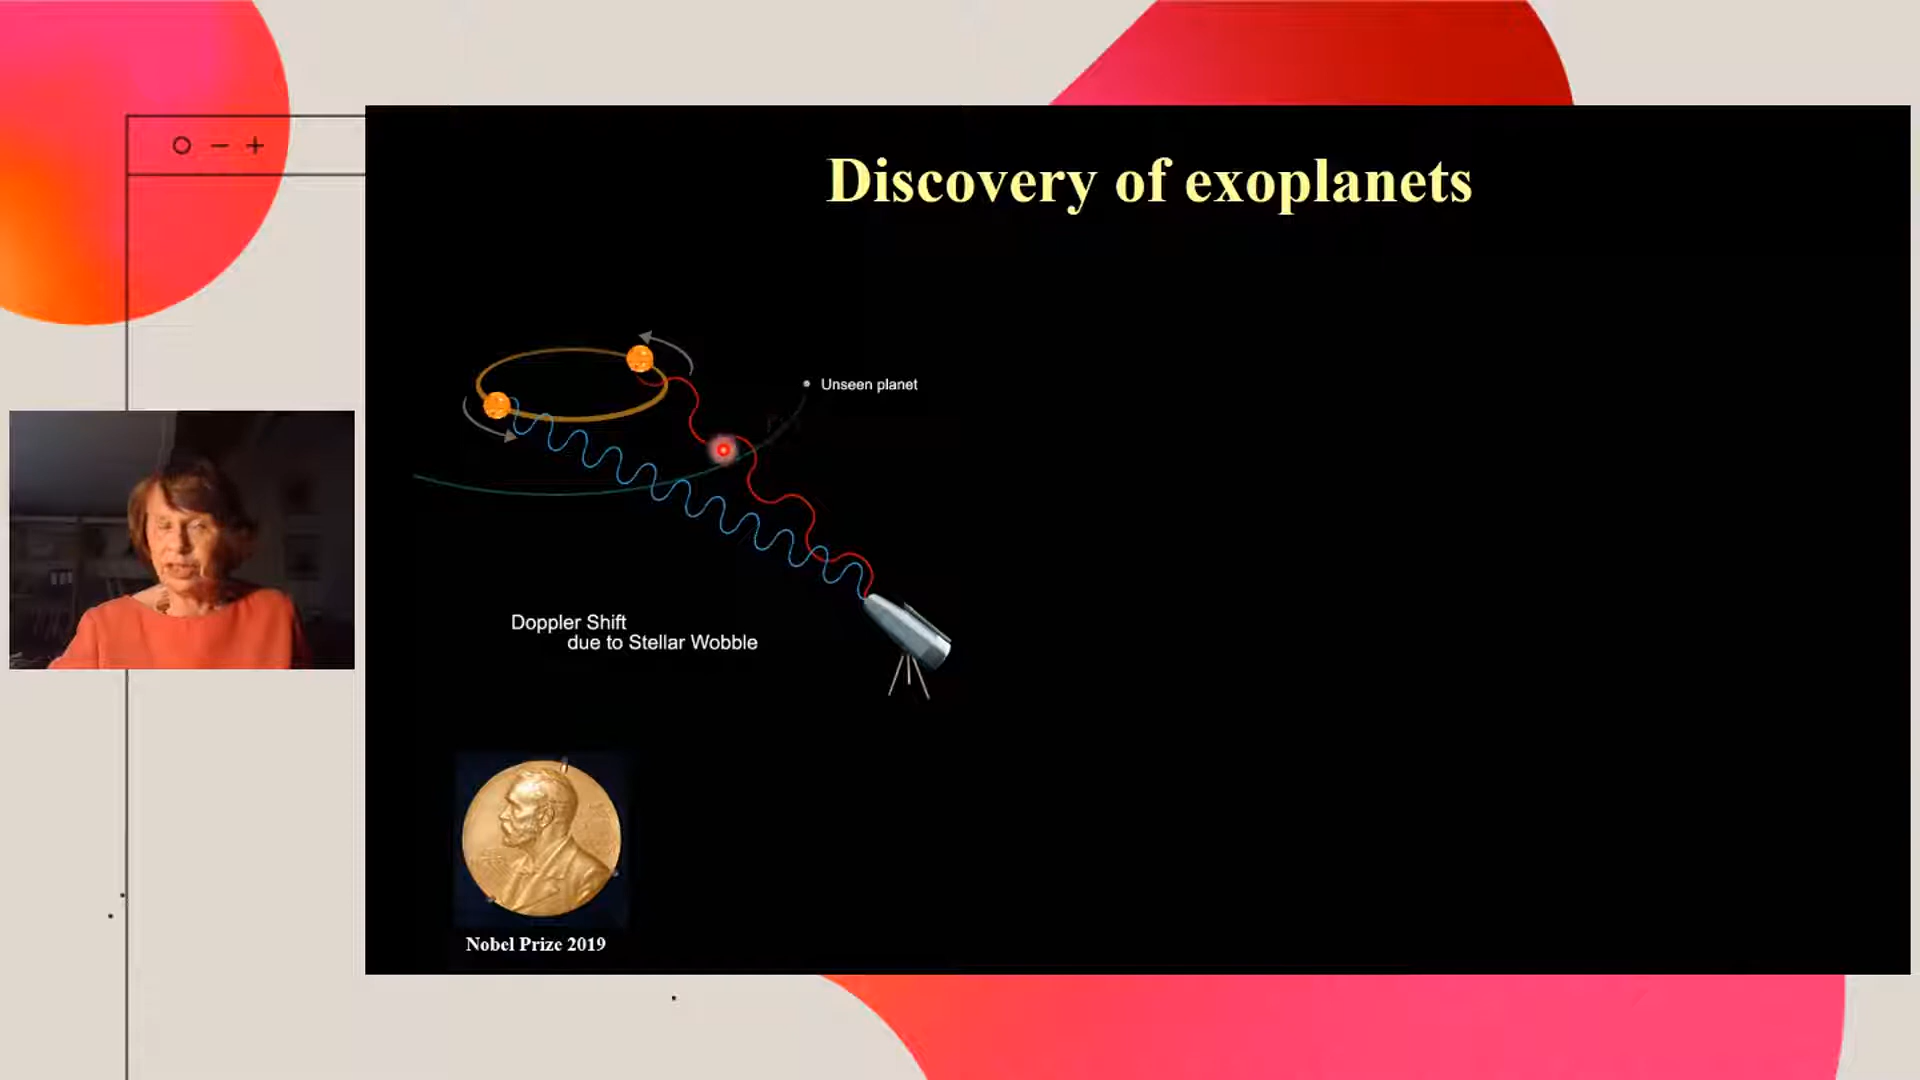 Discovery of exoplanets
Unseen planet
Doppler Shift
due to Stellar Wobble
Nobel Prize 2019